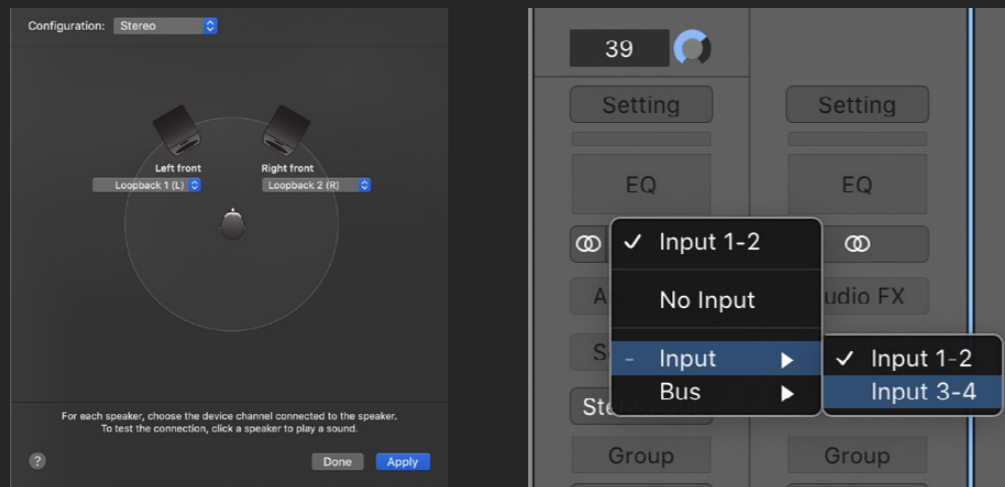 Configuration: Stereo
Left front
Right front
Loopback 1 (L)
Loopback 2 (R)
For each speaker, choose the device channel connected to the speaker.
To test the connection, click a speaker to play a sound.
?
Done
Apply
39
Setting
Setting
EQ
EQ
✓ Input 1-2
No Input
udio FX
- Input
Bus
✓ Input 1-2
Input 3-4
Group
Group